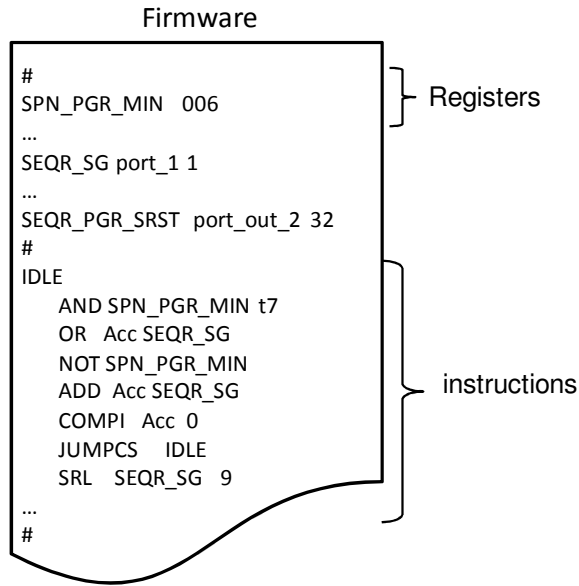 Firmware
#
SPN_PGR_MIN 006
...
SEQR_SG port_1 1
...
SEQR_PGR_SRST port_out_2 32
#
IDLE
AND SPN_PGR_MIN t7
OR Acc SEQR_SG
NOT SPN_PGR_MIN
ADD Acc SEQR_SG
COMPI Acc 0
JUMPCS IDLE
SRL SEQR_SG 9
...
#
Registers
instructions